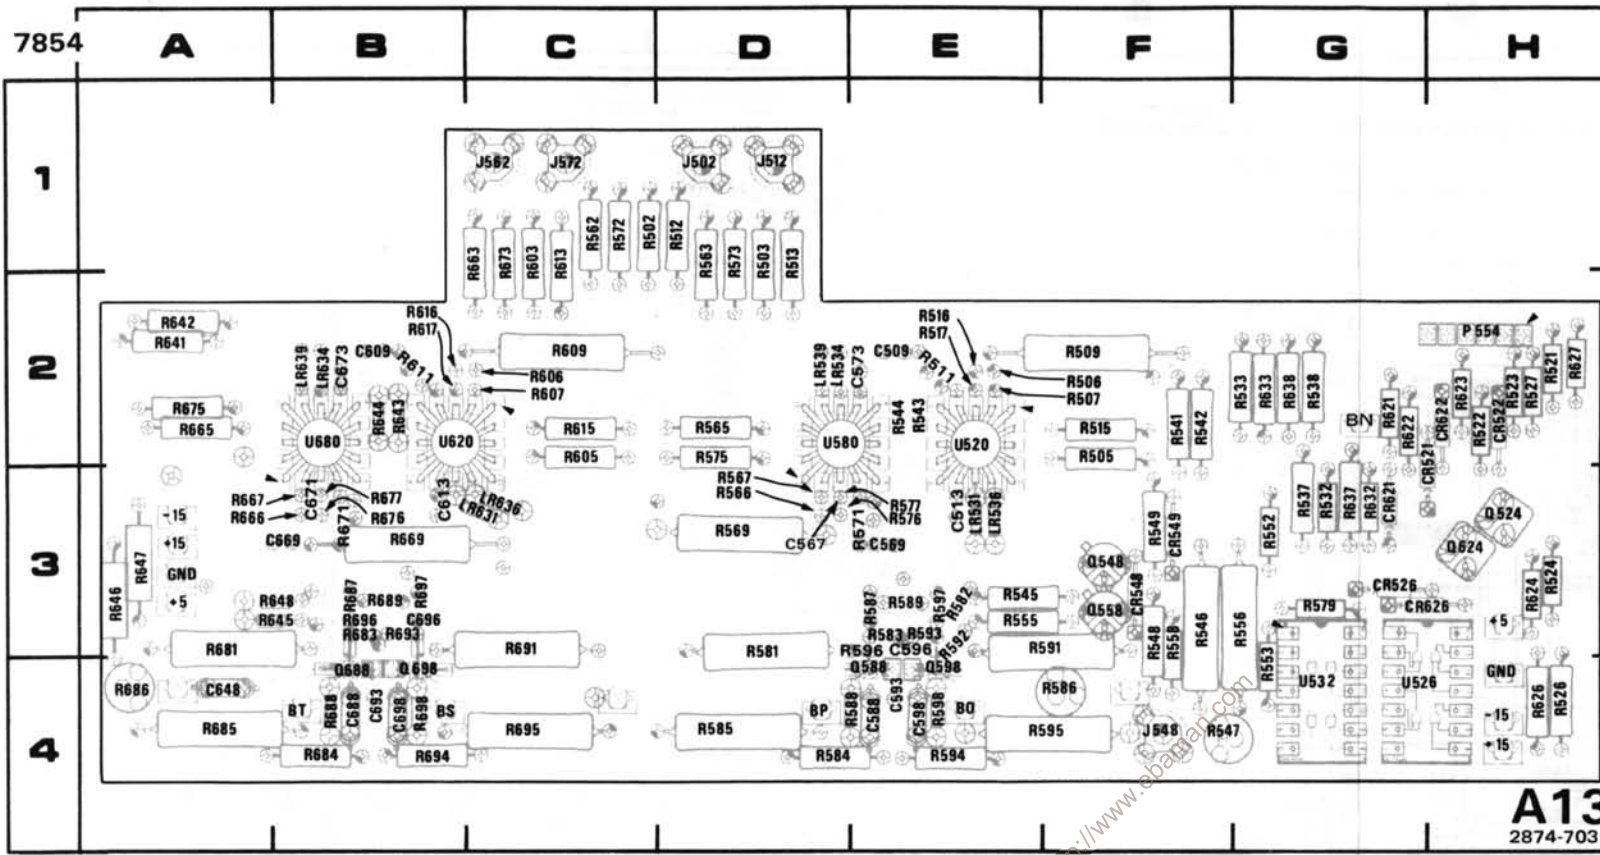 7854 A B C D E F G H
1
J562 J572 J502 J512
R562 R572 R502 R512
R663 R673 R603 R613 R563 R573 R503 R513
2
R642
R641
R616
R617
C609
R611
LR639 LR634 C673
R609
R606
R607
R516
R517
C509
R511
LR539 LR534 C573
R509
R506
R507
P 554
R533 R633 R638 R538
R621 R622 CR622 R623 R522 CR522 R523 R527 R521 R627
BN
R675
R665
R644 R643
U680 U620
R615
R605
R565
R575
R544 R543
U580 U520
R515
R505
R541 R542
CR521
3
R667
R666
C671
R677
R676
R671
C613
LR636
LR631
R567
R566
R577
R576
R571
C513
LR531 LR536
R549 CR549
R552
R537 R532 R637 R632 CR621
Q524
Q624
-15
+15
GND
+5
R646 R647
C669
R669
R569
C567
C569
Q548
Q558
CR548
CR526
CR626
R624 R524
R648
R645
R687 R689 R697
R696 C696
R683 R693
R587 R589 R597 R582
R583 R593 R592
R596 C596
R545
R555
R548 R558 R546 R556
R579
+5
R681 R691 R581 R591
R553
4
R686
C648
Q688 Q698
Q588 Q598
R586
U532 U526
GND
BT
R688 C688 C693 C698 R698
BS
BP
R588 C588 C593 C598 R598
BO
R685 R695 R585 R595
J548 R547
-15
+15
R626 R526
R684 R694 R584 R594
://www.ebaman.com
A13
2874-703